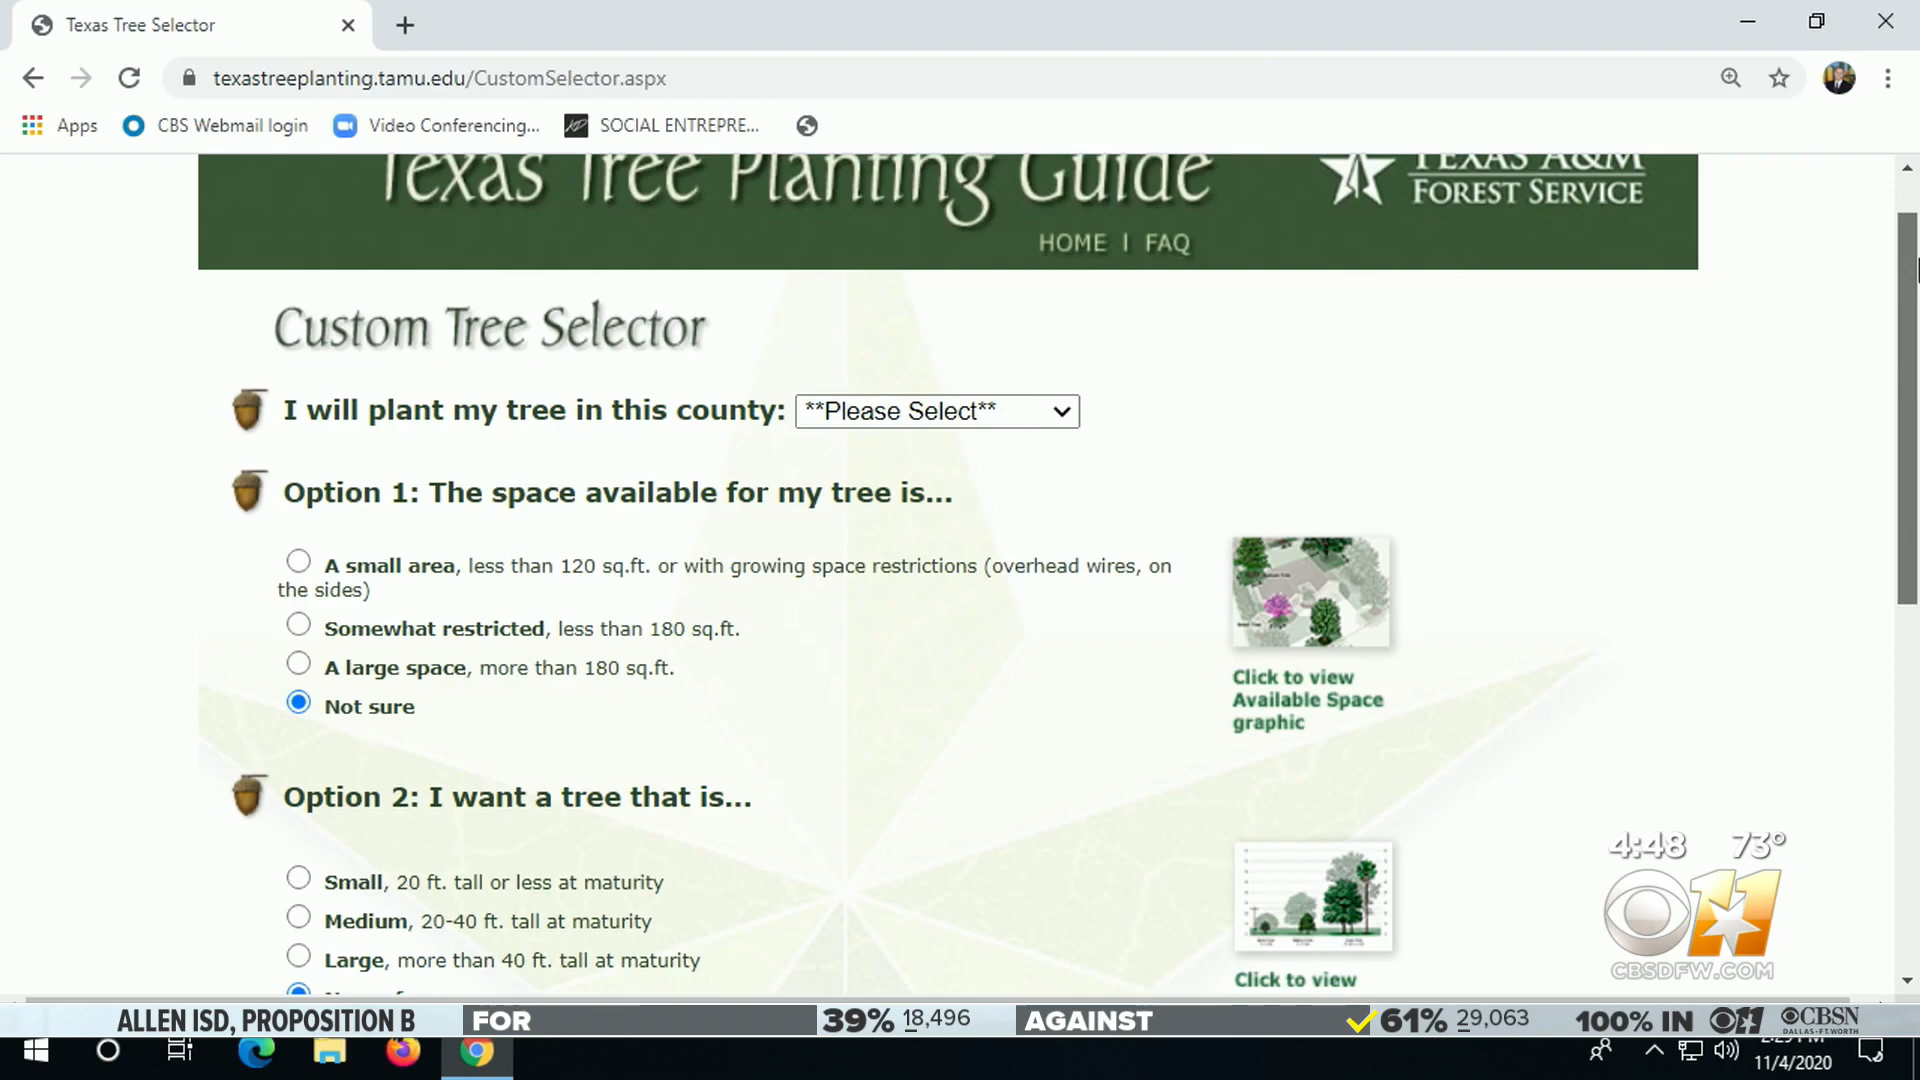 Texas Tree Selector
texastreeplanting.tamu.edu/CustomSelector.aspx
Apps CBS Webmail login Video Conferencing... SOCIAL ENTREPRE...
Texas Tree Planting Guide
TEXAS A&M
FOREST SERVICE
HOME | FAQ
Custom Tree Selector
I will plant my tree in this county: **Please Select**
Option 1: The space available for my tree is...
A small area, less than 120 sq.ft. or with growing space restrictions (overhead wires, on
the sides)
Somewhat restricted, less than 180 sq.ft.
A large space, more than 180 sq.ft.
Not sure
Click to view
Available Space
graphic
Option 2: I want a tree that is...
Small, 20 ft. tall or less at maturity
Medium, 20-40 ft. tall at maturity
Large, more than 40 ft. tall at maturity
Click to view
4:48 73°
11
CBSDFW.COM
ALLEN ISD, PROPOSITION B FOR 39% 18,496 AGAINST 61% 29,063 100% IN CBS 11 CBSN
DALLAS-FT.WORTH
11/4/2020